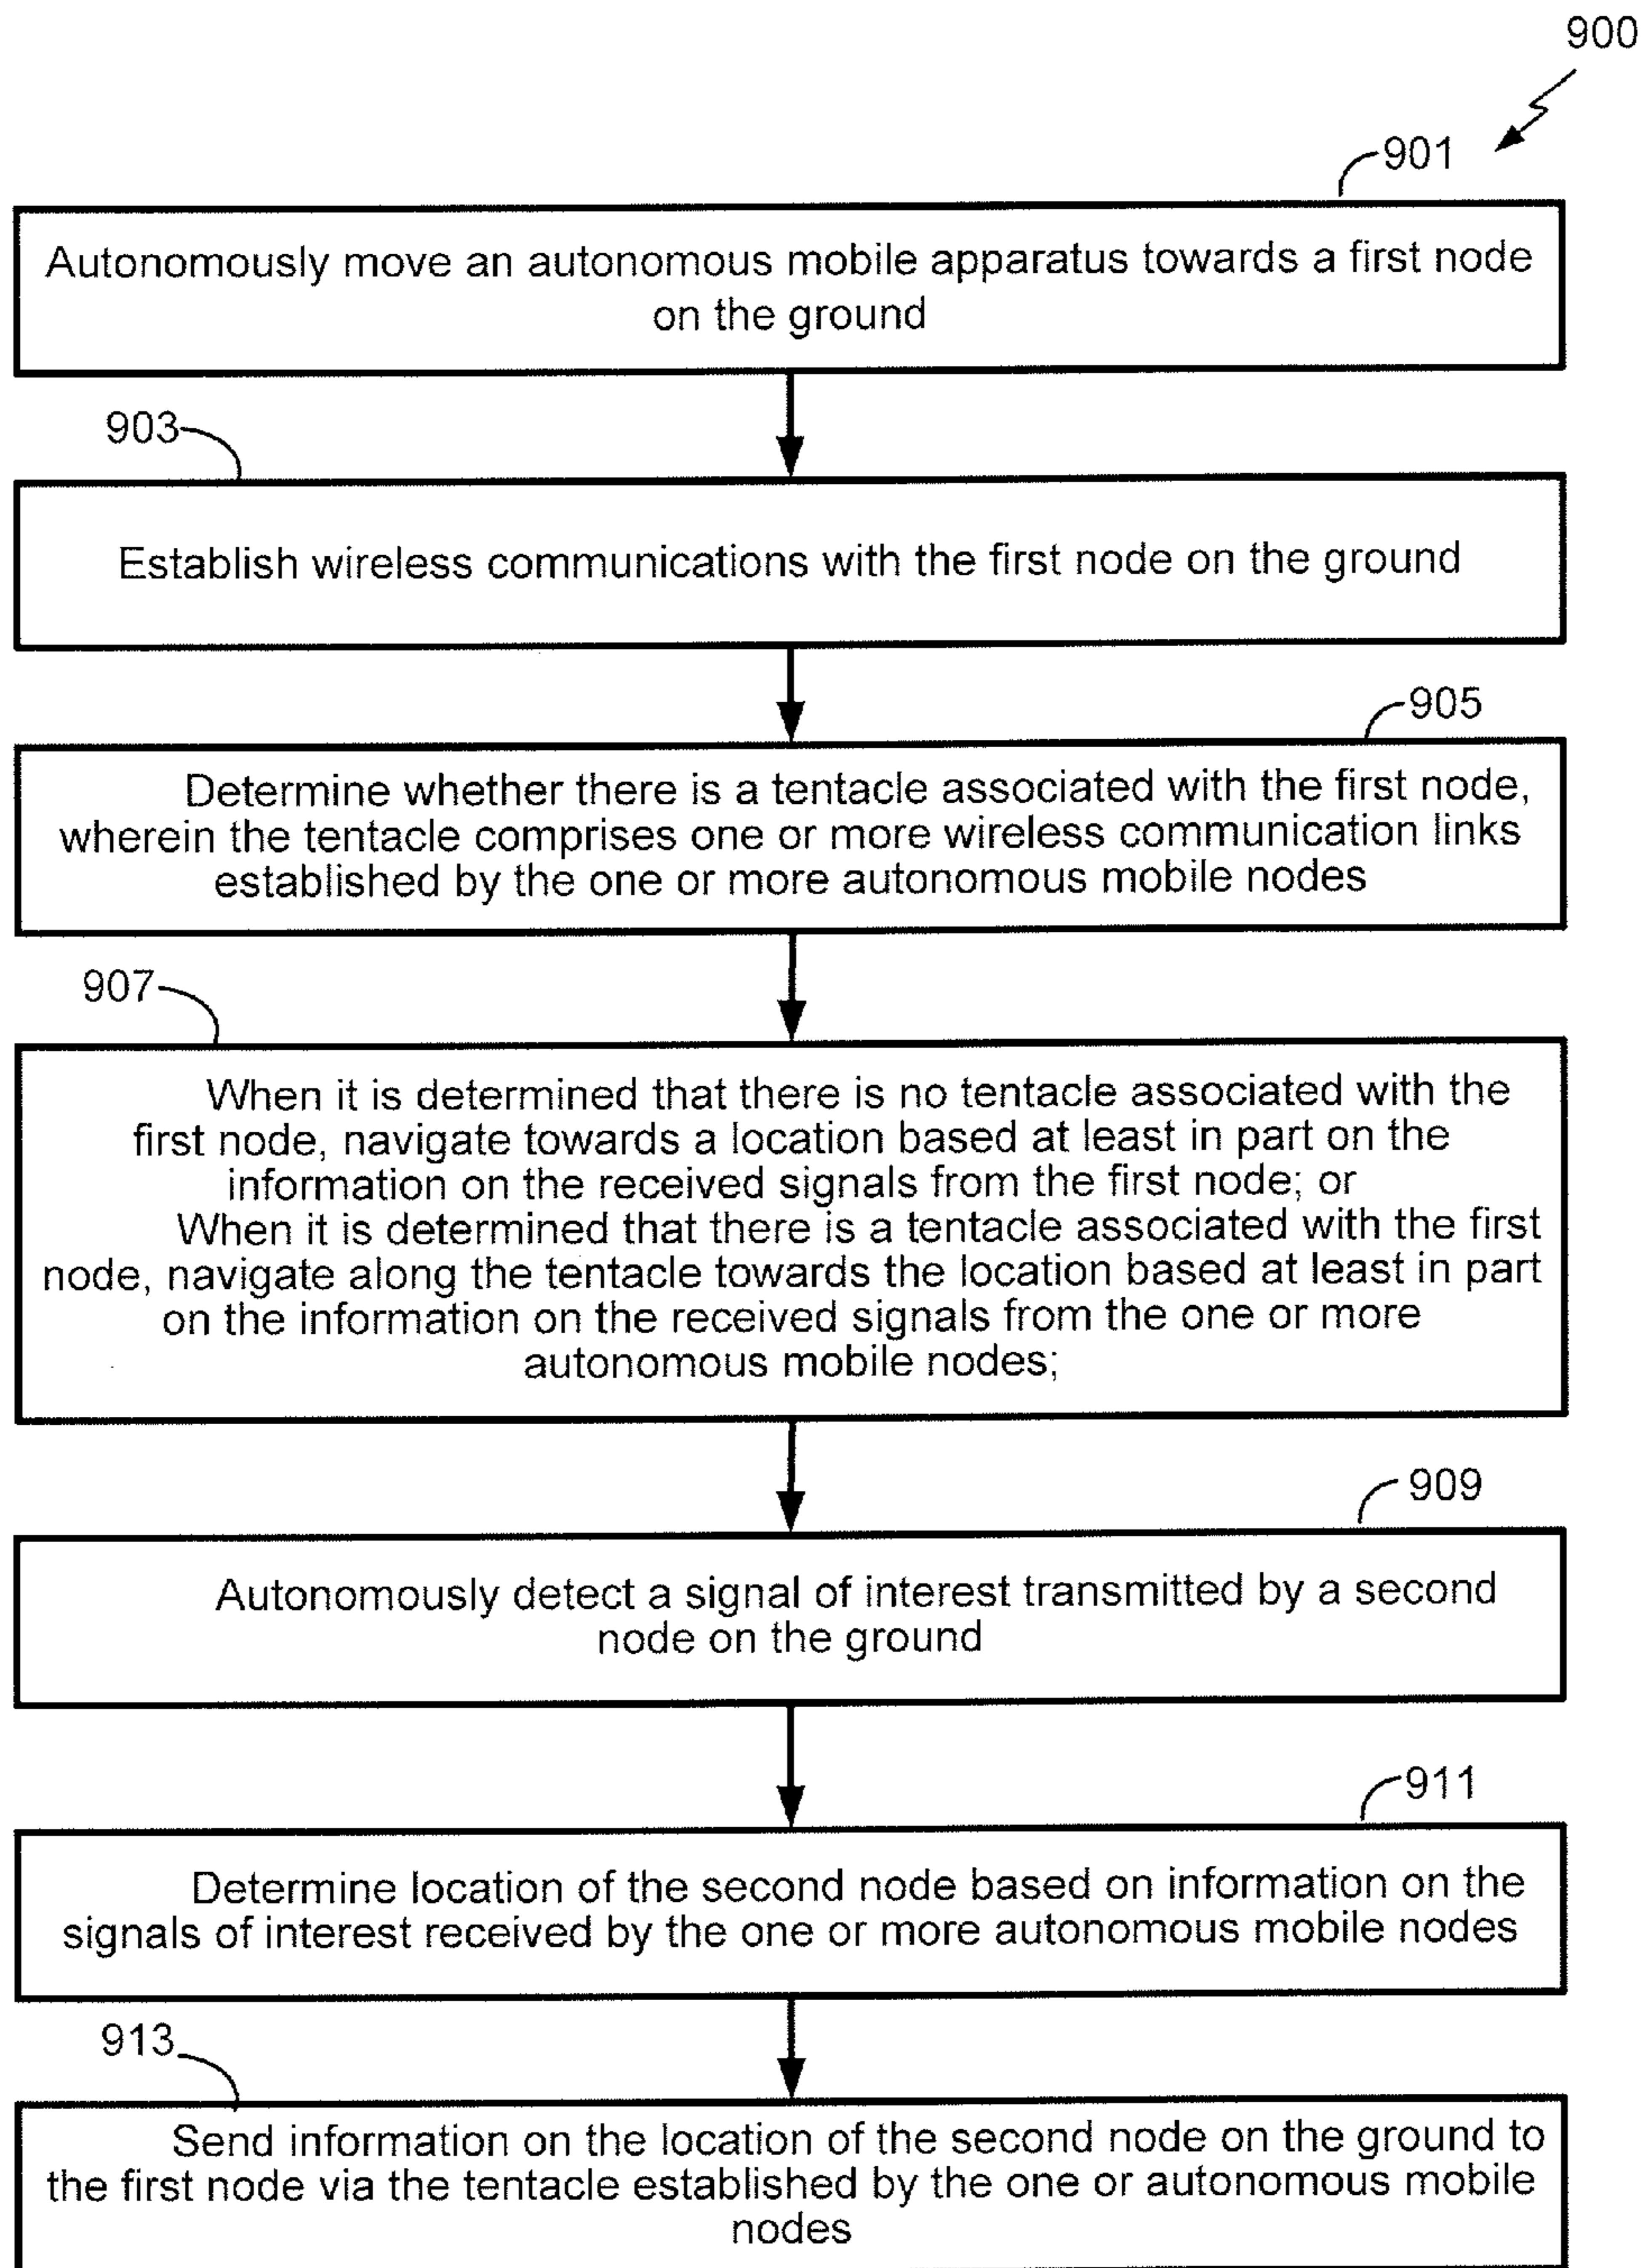 900
901
Autonomously move an autonomous mobile apparatus towards a first node
on the ground
903
Establish wireless communications with the first node on the ground
905
Determine whether there is a tentacle associated with the first node,
wherein the tentacle comprises one or more wireless communication links
established by the one or more autonomous mobile nodes
907
When it is determined that there is no tentacle associated with the
first node, navigate towards a location based at least in part on the
information on the received signals from the first node; or
When it is determined that there is a tentacle associated with the first
node, navigate along the tentacle towards the location based at least in part
on the information on the received signals from the one or more
autonomous mobile nodes;
909
Autonomously detect a signal of interest transmitted by a second
node on the ground
911
Determine location of the second node based on information on the
signals of interest received by the one or more autonomous mobile nodes
913
Send information on the location of the second node on the ground to
the first node via the tentacle established by the one or autonomous mobile
nodes